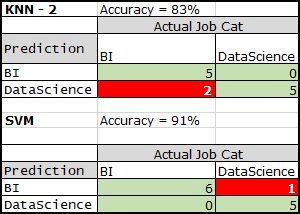 KNN - 2 Accuracy = 83%
Actual Job Cat
Prediction BI DataScience
BI 5 0
DataScience 2 5
SVM Accuracy = 91%
Actual Job Cat
Prediction BI DataScience
BI 6 1
DataScience 0 5